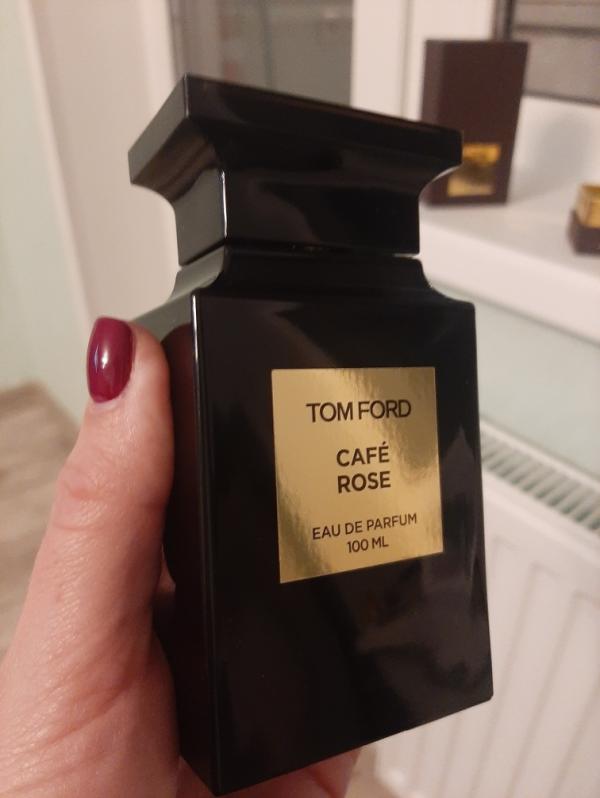 TOM FORD
CAFÉ
ROSE
EAU DE PARFUM
100 ML